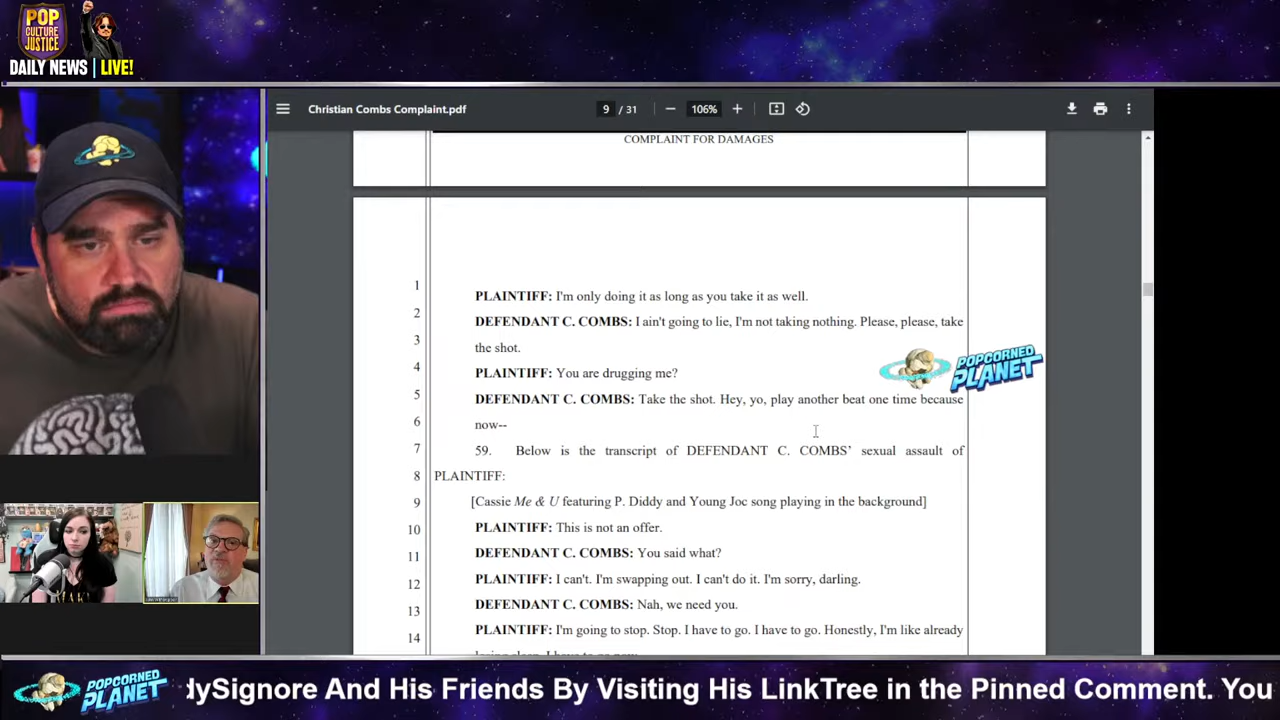 POP
CULTURE
JUSTICE
DAILY NEWS | LIVE!
Christian Combs Complaint.pdf
9 / 31
106%
COMPLAINT FOR DAMAGES
1
PLAINTIFF: I'm only doing it as long as you take it as well.
2
DEFENDANT C. COMBS: I ain't going to lie, I'm not taking nothing. Please, please, take
3
the shot.
4
PLAINTIFF: You are drugging me?
5
DEFENDANT C. COMBS: Take the shot. Hey, yo, play another beat one time because
6
now--
7
59. Below is the transcript of DEFENDANT C. COMBS' sexual assault of
8
PLAINTIFF:
9
[Cassie Me & U featuring P. Diddy and Young Joc song playing in the background]
10
PLAINTIFF: This is not an offer.
11
DEFENDANT C. COMBS: You said what?
12
PLAINTIFF: I can't. I'm swapping out. I can't do it. I'm sorry, darling.
13
DEFENDANT C. COMBS: Nah, we need you.
14
PLAINTIFF: I'm going to stop. Stop. I have to go. I have to go. Honestly, I'm like already
POPCORNED
PLANET
POPCORNED
PLANET
dySignore And His Friends By Visiting His LinkTree in the Pinned Comment. You